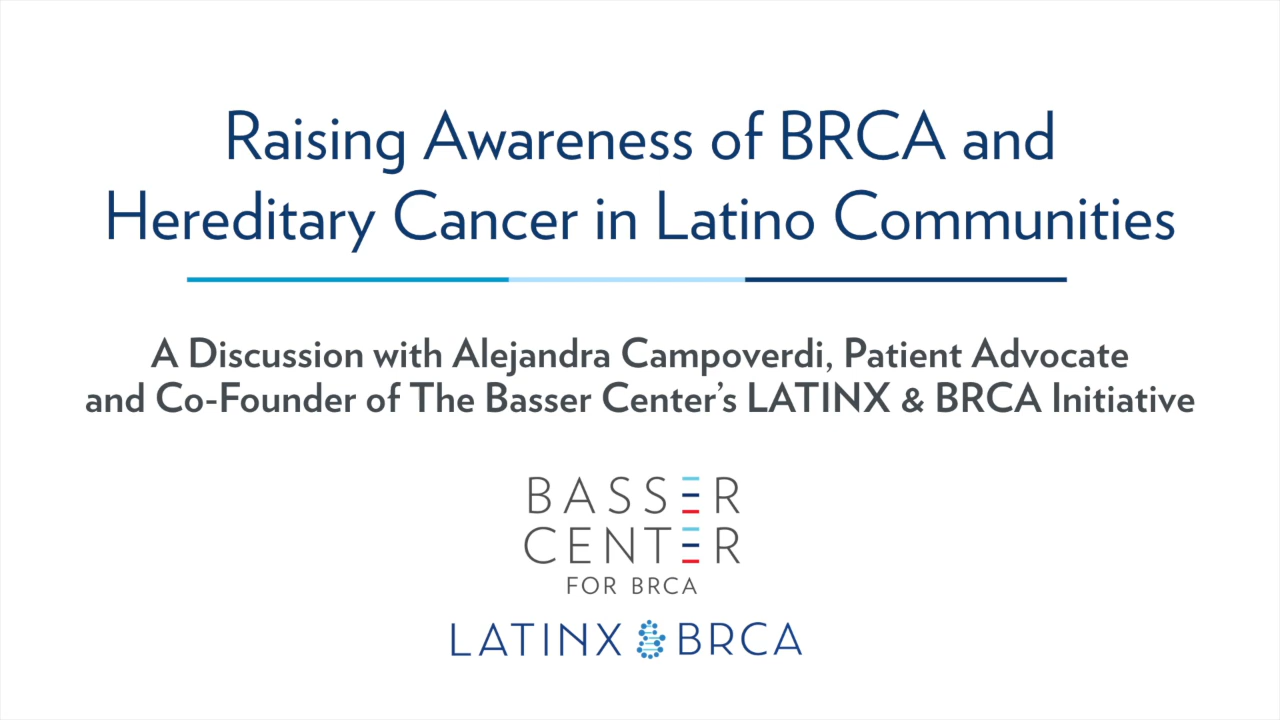 Raising Awareness of BRCA and
Hereditary Cancer in Latino Communities
A Discussion with Alejandra Campoverdi, Patient Advocate
and Co-Founder of The Basser Center’s LATINX & BRCA Initiative
BASSER
CENTER
FOR BRCA
LATINX & BRCA